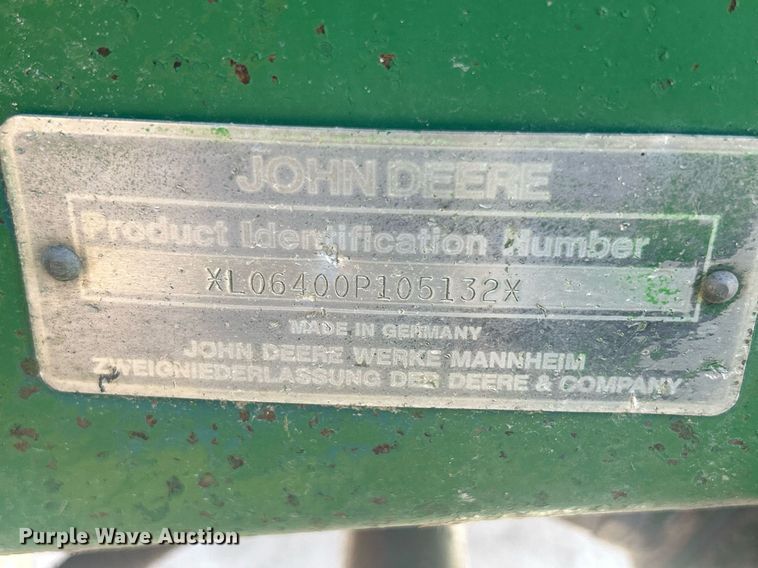 JOHN DEERE
Product Identification Number
XL06400P105132X
MADE IN GERMANY
JOHN DEERE WERKE MANNHEIM
ZWEIGNIEDERLASSUNG DER DEERE & COMPANY
Purple Wave Auction